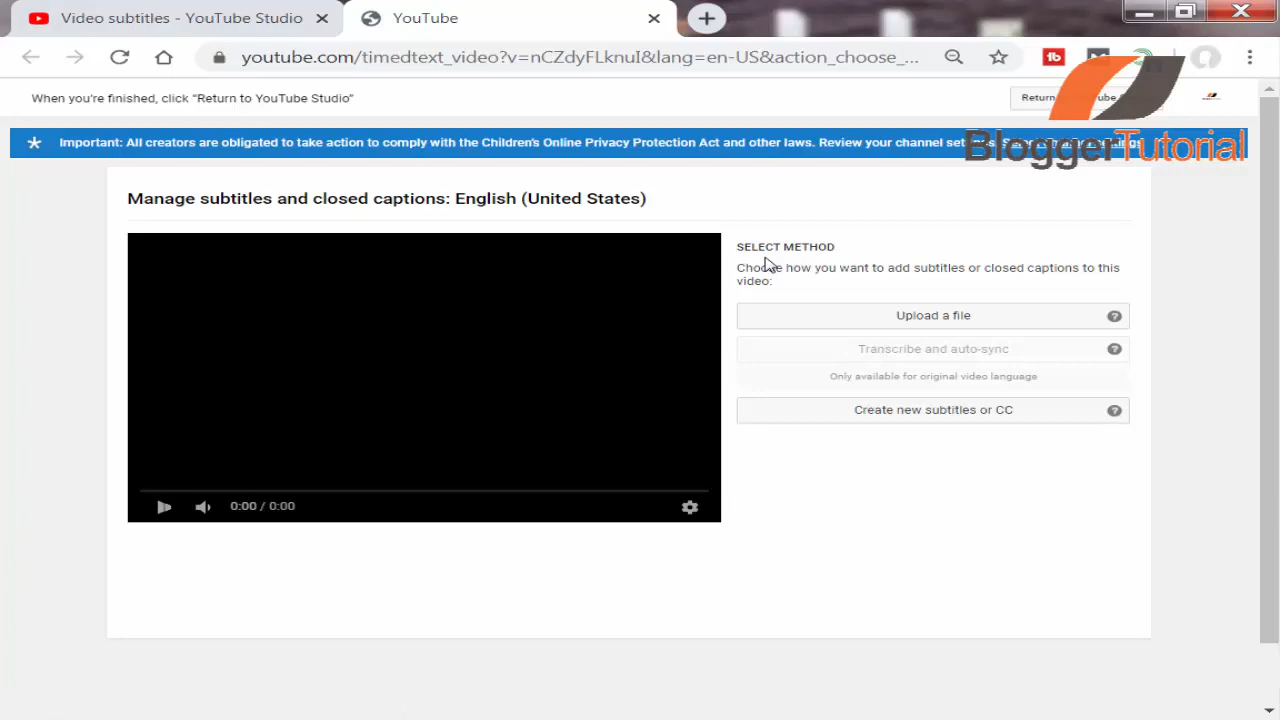 Video subtitles - YouTube Studio
YouTube
youtube.com/timedtext_video?v=nCZdyFLknuI&lang=en-US&action_choose_...
When you're finished, click "Return to YouTube Studio"
Return
Important: All creators are obligated to take action to comply with the Children's Online Privacy Protection Act and other laws. Review your channel
BloggerTutorial
Manage subtitles and closed captions: English (United States)
SELECT METHOD
Choose how you want to add subtitles or closed captions to this
video:
Upload a file
Transcribe and auto-sync
Only available for original video language
Create new subtitles or CC
0:00 / 0:00